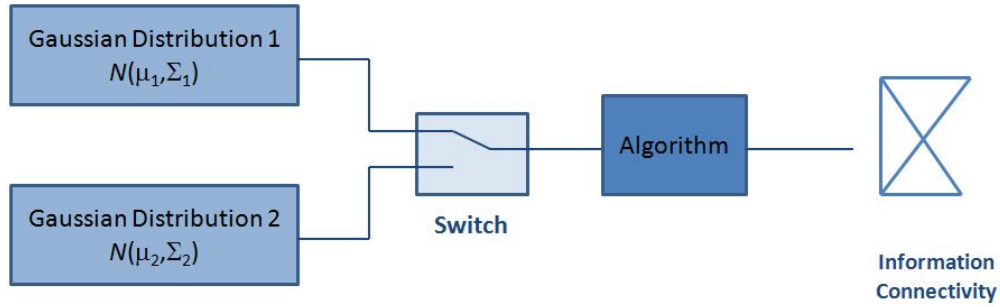 Gaussian Distribution 1
N(μ₁,Σ₁)
Gaussian Distribution 2
N(μ₂,Σ₂)
Switch
Algorithm
Information
Connectivity